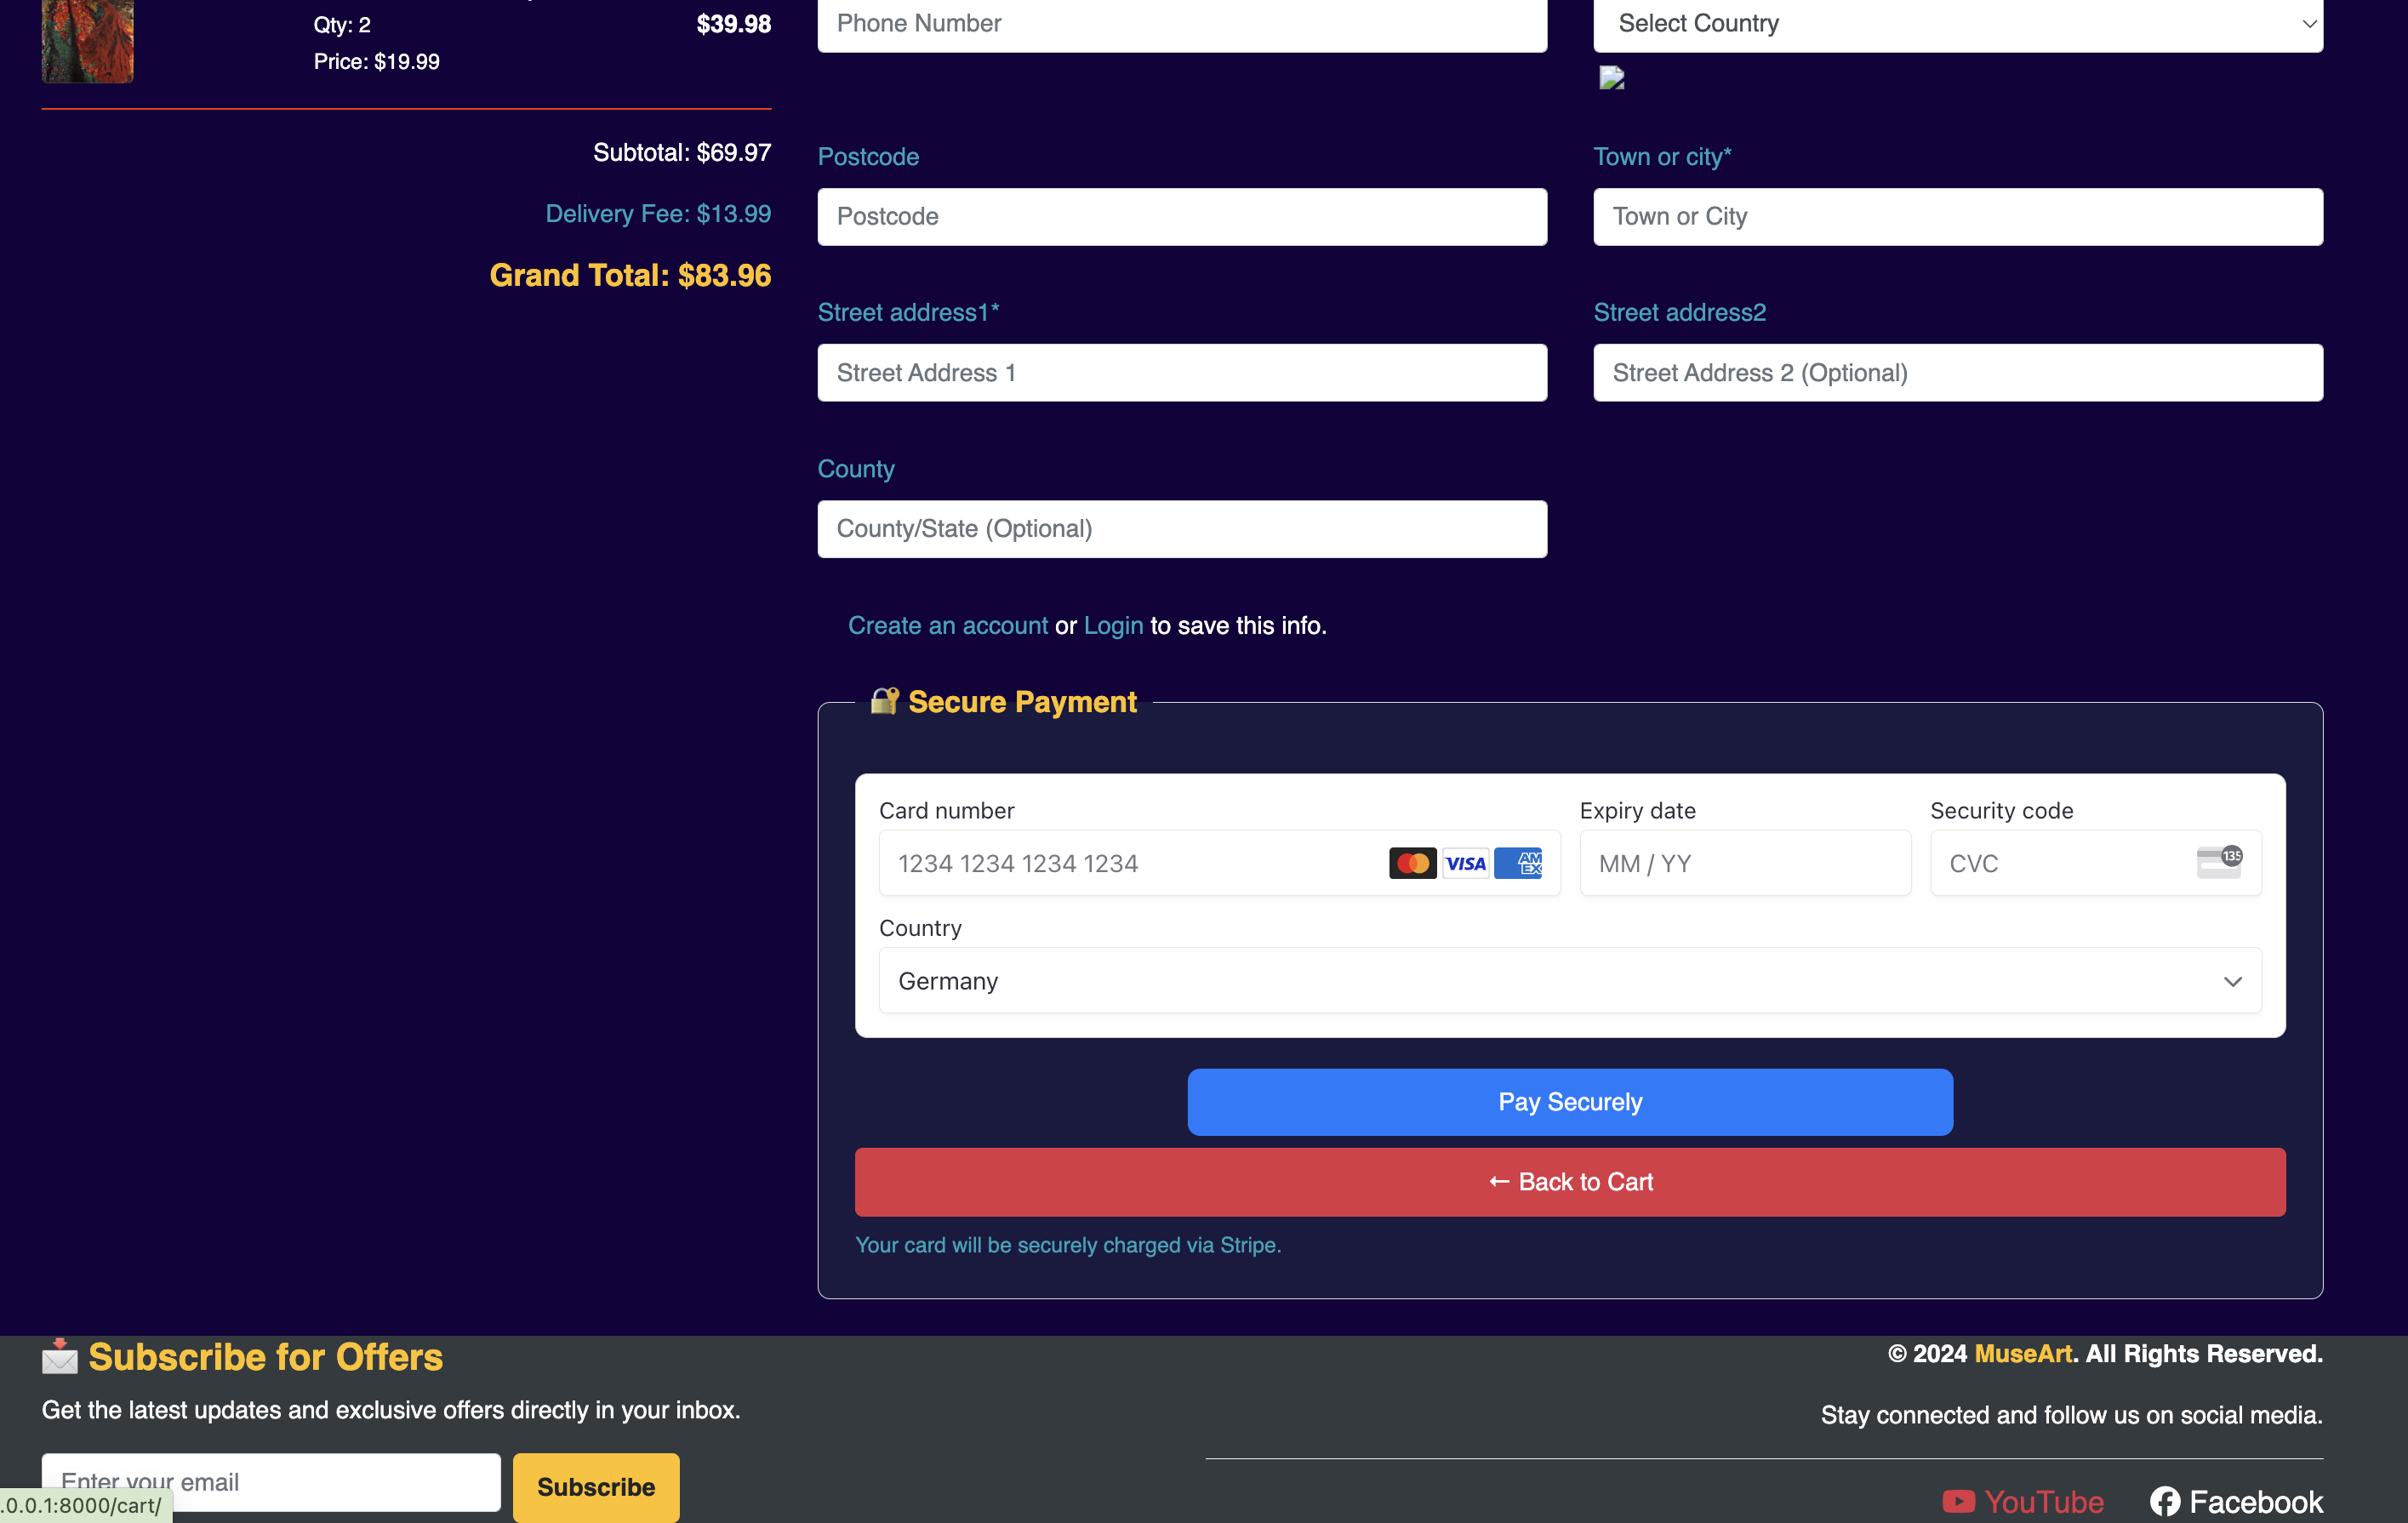 Qty: 2
$39.98
Price: $19.99
Subtotal: $69.97
Delivery Fee: $13.99
Grand Total: $83.96
Phone Number
Select Country
Postcode
Town or city*
Postcode
Town or City
Street address1*
Street address2
Street Address 1
Street Address 2 (Optional)
County
County/State (Optional)
Create an account or Login to save this info.
Secure Payment
Card number
Expiry date
Security code
1234 1234 1234 1234
VISA
AM
EX
MM / YY
CVC
135
Country
Germany
Pay Securely
← Back to Cart
Your card will be securely charged via Stripe.
Subscribe for Offers
Get the latest updates and exclusive offers directly in your inbox.
Enter your email
Subscribe
.0.0.1:8000/cart/
© 2024 MuseArt. All Rights Reserved.
Stay connected and follow us on social media.
YouTube
Facebook